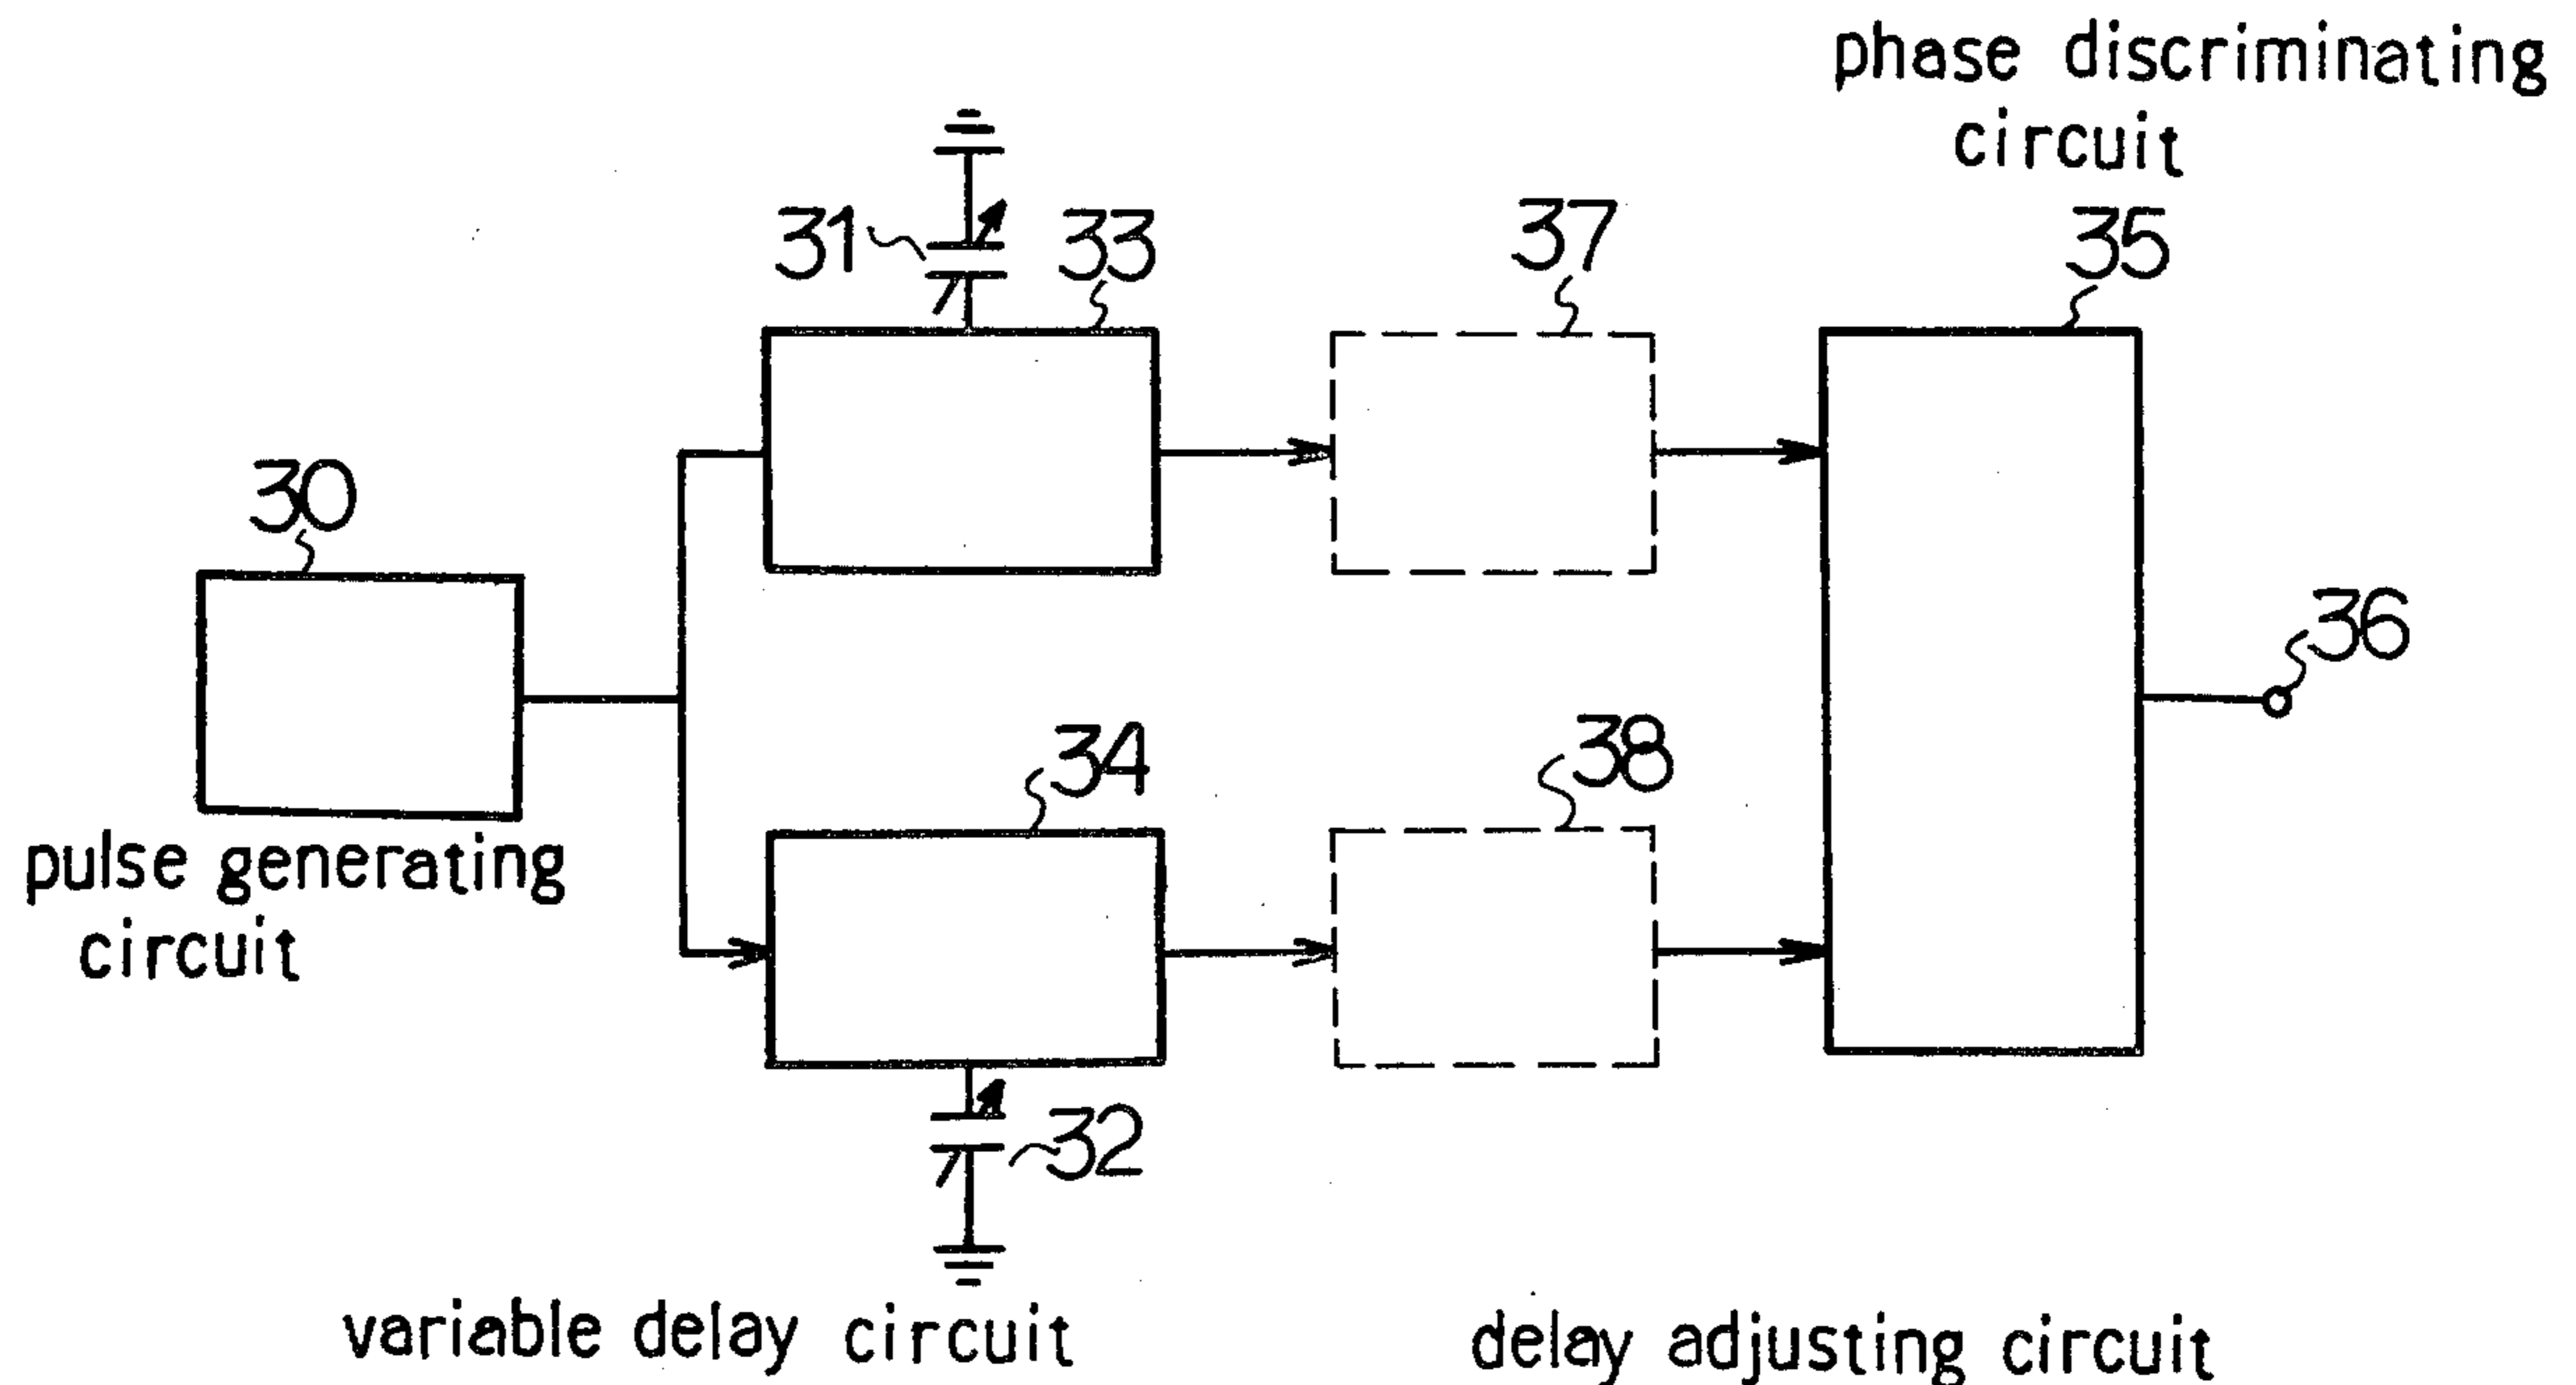 phase discriminating
circuit
31
33
37
35
30
36
34
38
pulse generating
circuit
32
variable delay circuit
delay adjusting circuit